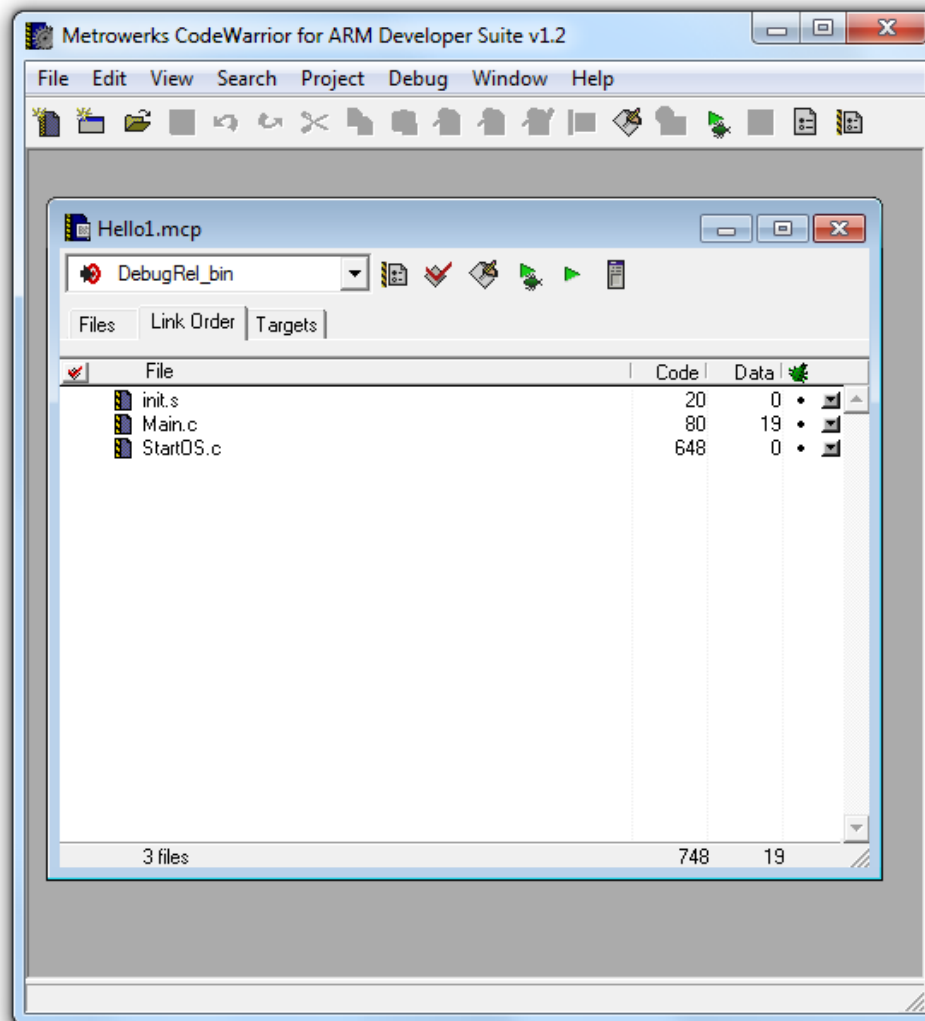 Metrowerks CodeWarrior for ARM Developer Suite v1.2
File Edit View Search Project Debug Window Help
Hello1.mcp
DebugRel_bin
Files Link Order Targets
File Code Data
init.s 20 0 •
Main.c 80 19 •
StartOS.c 648 0 •
3 files 748 19